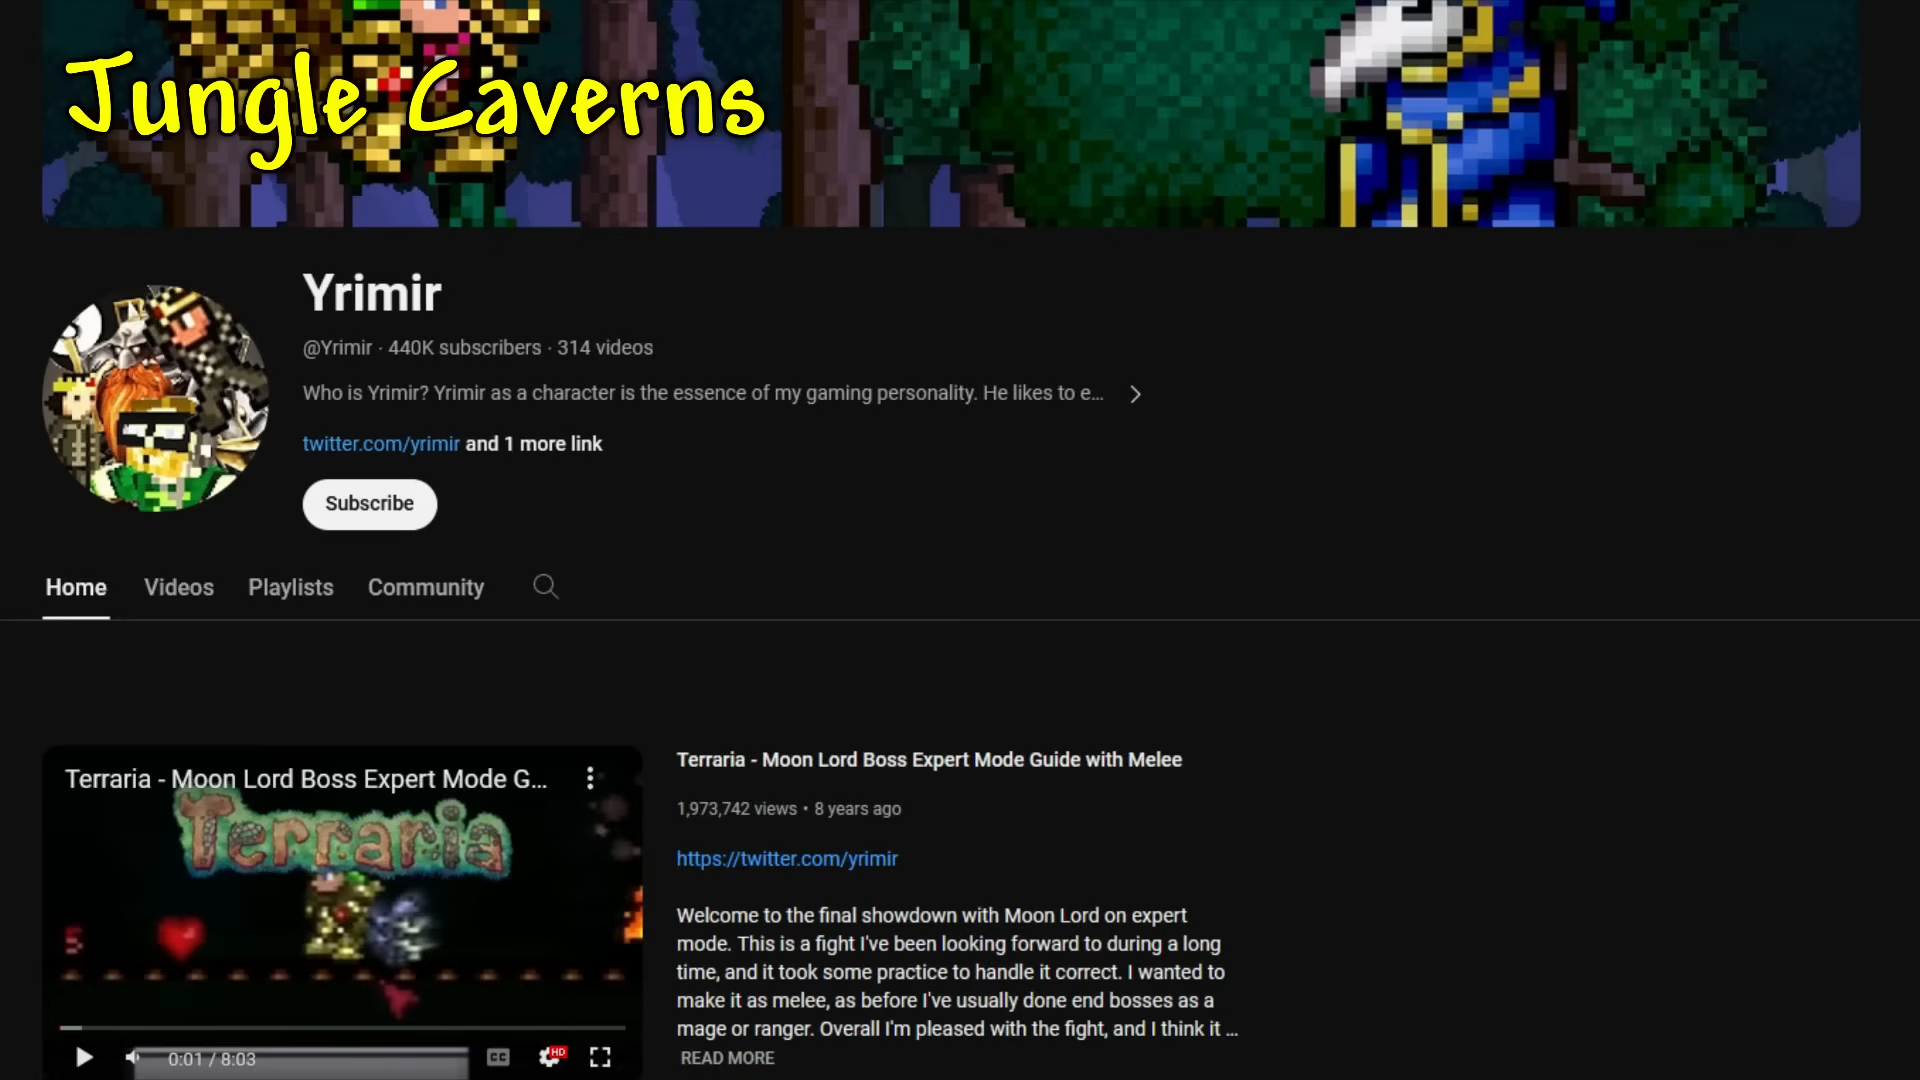 Jungle Caverns
Yrimir
@Yrimir · 440K subscribers · 314 videos
Who is Yrimir? Yrimir as a character is the essence of my gaming personality. He likes to e...
twitter.com/yrimir and 1 more link
Subscribe
Home Videos Playlists Community
Terraria - Moon Lord Boss Expert Mode G...
Terraria
5
0:01 / 8:03
CC
HD
Terraria - Moon Lord Boss Expert Mode Guide with Melee
1,973,742 views • 8 years ago
https://twitter.com/yrimir
Welcome to the final showdown with Moon Lord on expert
mode. This is a fight I've been looking forward to during a long
time, and it took some practice to handle it correct. I wanted to
make it as melee, as before I've usually done end bosses as a
mage or ranger. Overall I'm pleased with the fight, and I think it ...
READ MORE